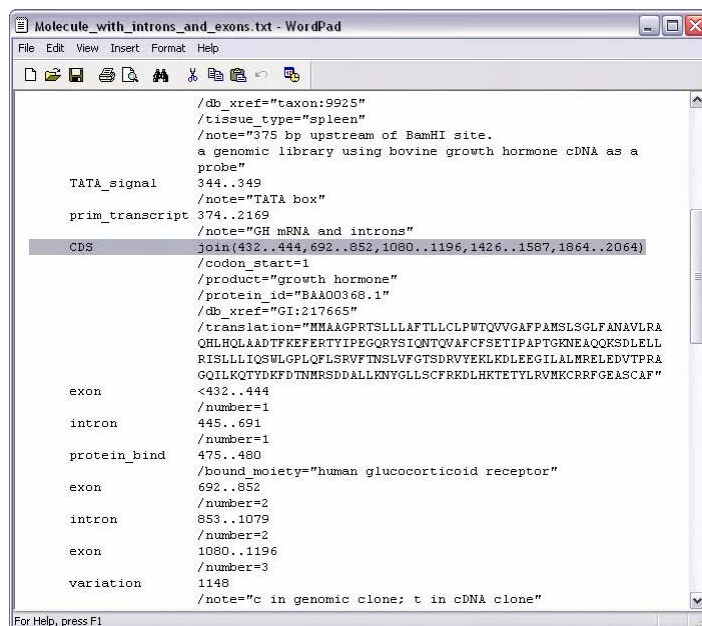 Molecule_with_introns_and_exons.txt - WordPad
File Edit View Insert Format Help
/db_xref="taxon:9925"
/tissue_type="spleen"
/note="375 bp upstream of BamHI site.
a genomic library using bovine growth hormone cDNA as a
probe"
TATA_signal 344..349
/note="TATA box"
prim_transcript 374..2169
/note="GH mRNA and introns"
CDS join(432..444,692..852,1080..1196,1426..1587,1864..2064)
/codon_start=1
/product="growth hormone"
/protein_id="BAA00368.1"
/db_xref="GI:217665"
/translation="MMAAGPRTSLLLAFTLLCLPWTQVVGAFPAMSLSGLFANAVLRA
QHLHQLAADTFKEFERTYIPEGQRYSIQNTQVAFCFSETIPAPTGKNEAQQKSDLELL
RISLLLIQSWLGPLQFLSRVFTNSLVFGTSDRVYEKLKDLEEGILALMRELEDVTPRA
GQILKQTYDKFDTNMRSDDALLKNYGLLSCFRKDLHKTETYLRVMKCRRFGEASCAF"
exon <432..444
/number=1
intron 445..691
/number=1
protein_bind 475..480
/bound_moiety="human glucocorticoid receptor"
exon 692..852
/number=2
intron 853..1079
/number=2
exon 1080..1196
/number=3
variation 1148
/note="c in genomic clone; t in cDNA clone"
For Help, press F1